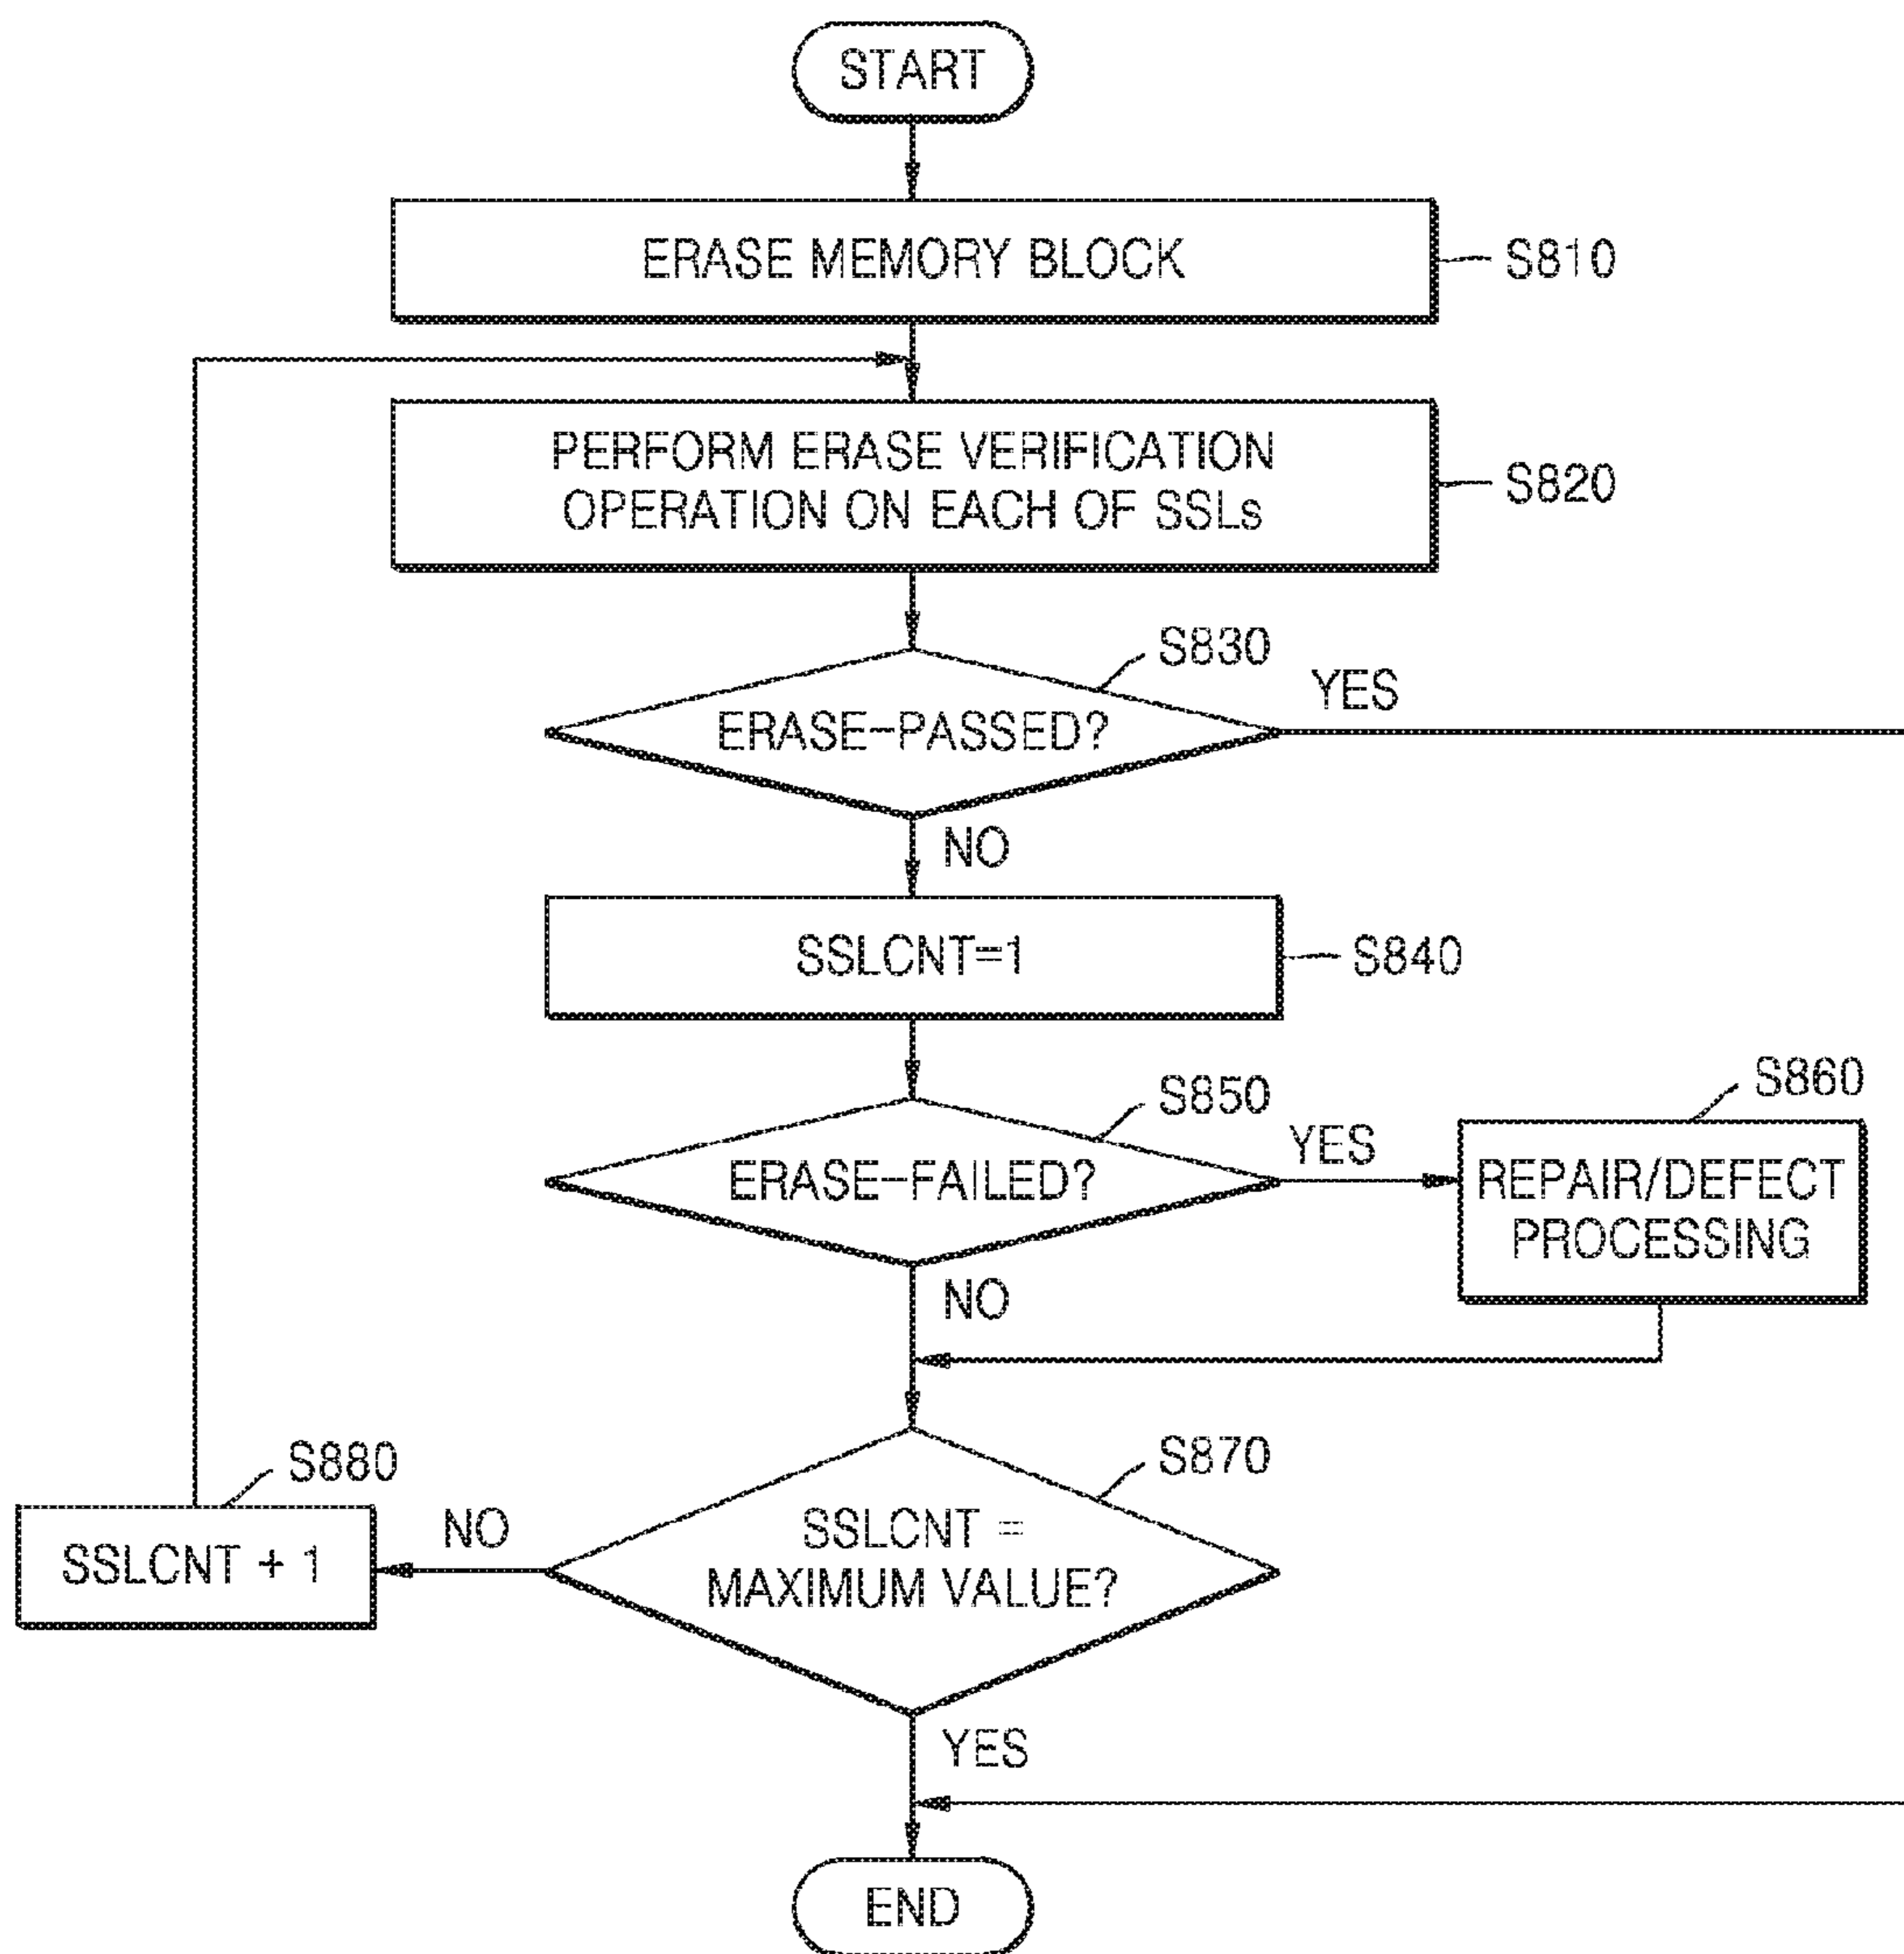 START
ERASE MEMORY BLOCK
S810
PERFORM ERASE VERIFICATION
OPERATION ON EACH OF SSLs
S820
S830
ERASE-PASSED?
YES
NO
SSLCNT=1
S840
S850
ERASE-FAILED?
YES
S860
REPAIR/DEFECT
PROCESSING
NO
S870
SSLCNT =
MAXIMUM VALUE?
NO
S880
SSLCNT + 1
YES
END